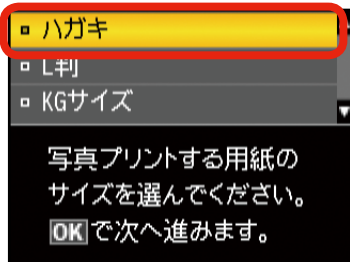 ハガキ
L判
KGサイズ
写真プリントする用紙の
サイズを選んでください。
OKで次へ進みます。